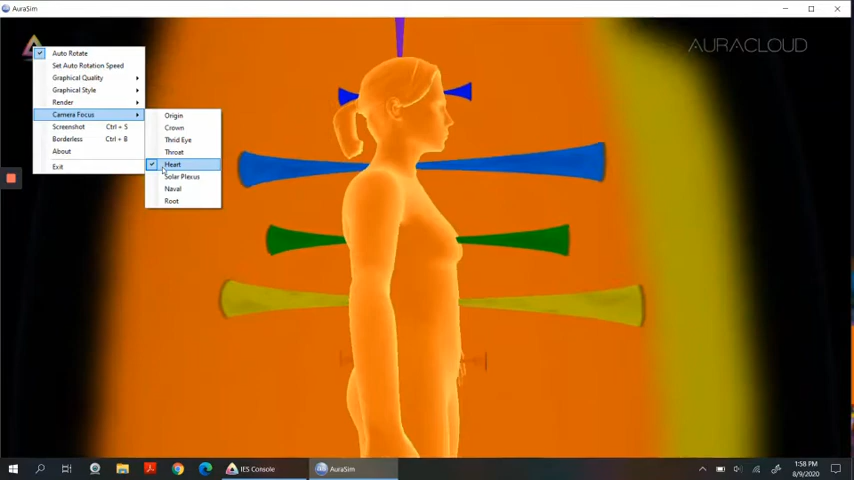 AuraSim
AURACLOUD
Auto Rotate
Set Auto Rotation Speed
Graphical Quality
Graphical Style
Render
Camera Focus
Screenshot Ctrl + S
Borderless Ctrl + B
About
Exit
Origin
Crown
Thrid Eye
Throat
Heart
Solar Plexus
Naval
Root
IES Console
AuraSim
1:58 PM
8/9/2020